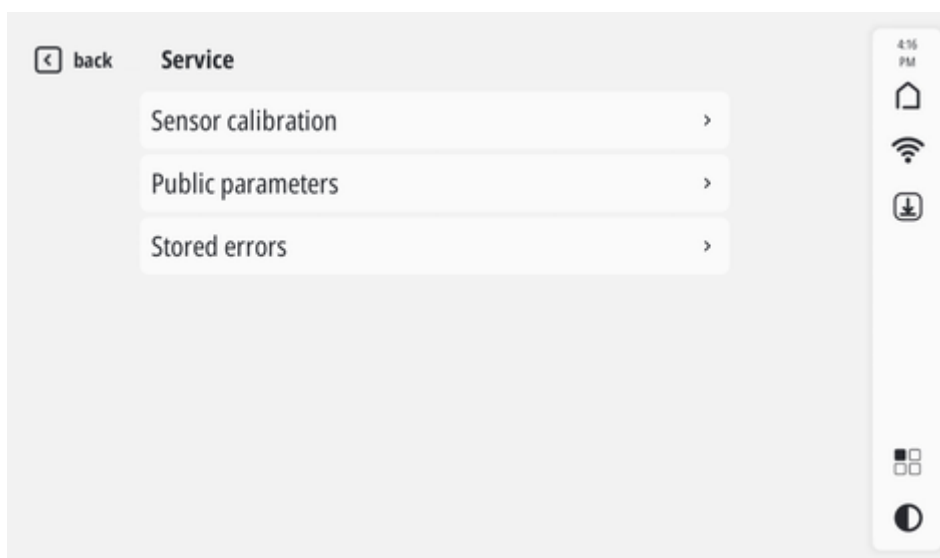 back
Service
Sensor calibration
Public parameters
Stored errors
4:16
PM